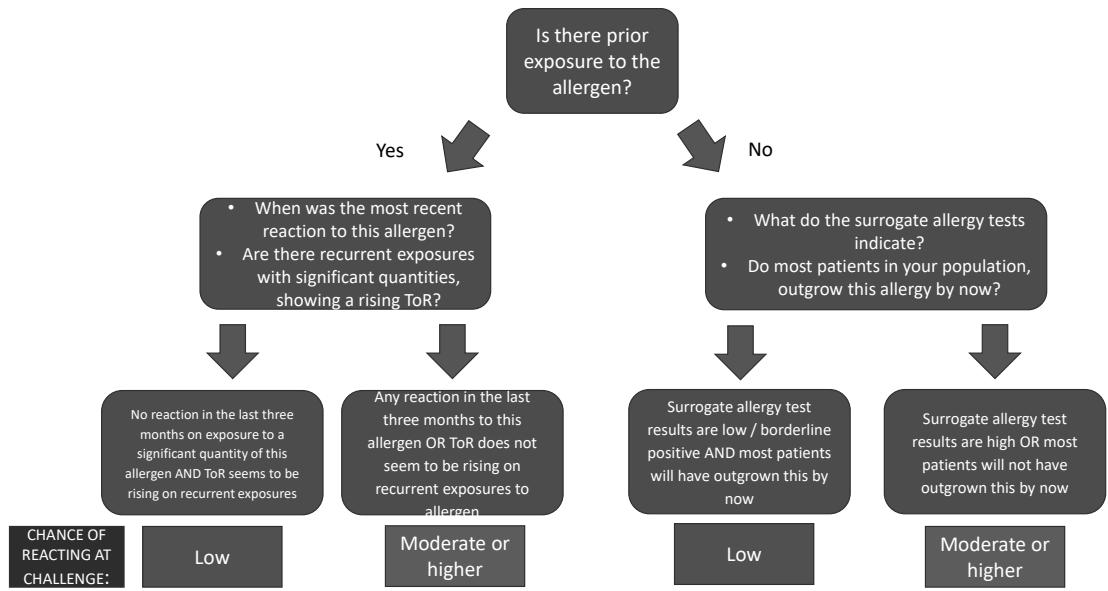 Is there prior
exposure to the
allergen?
Yes
No
• When was the most recent
reaction to this allergen?
• Are there recurrent exposures
with significant quantities,
showing a rising ToR?
• What do the surrogate allergy tests
indicate?
• Do most patients in your population,
outgrow this allergy by now?
No reaction in the last three
months on exposure to a
significant quantity of this
allergen AND ToR seems to be
rising on recurrent exposures
Any reaction in the last
three months to this
allergen OR ToR does not
seem to be rising on
recurrent exposures to
allergen
Surrogate allergy test
results are low / borderline
positive AND most patients
will have outgrown this by
now
Surrogate allergy test
results are high OR most
patients will not have
outgrown this by now
CHANCE OF
REACTING AT
CHALLENGE:
Low
Moderate or
higher
Low
Moderate or
higher